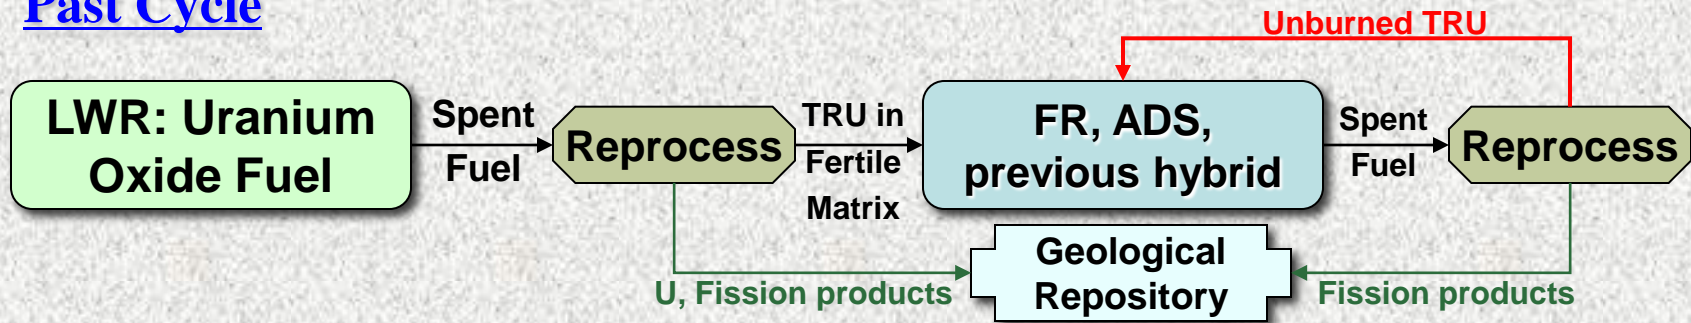 Past Cycle
Unburned TRU
LWR: Uranium
Oxide Fuel
Spent
Fuel
Reprocess
TRU in
Fertile
Matrix
FR, ADS,
previous hybrid
Spent
Fuel
Reprocess
Geological
Repository
U, Fission products
Fission products